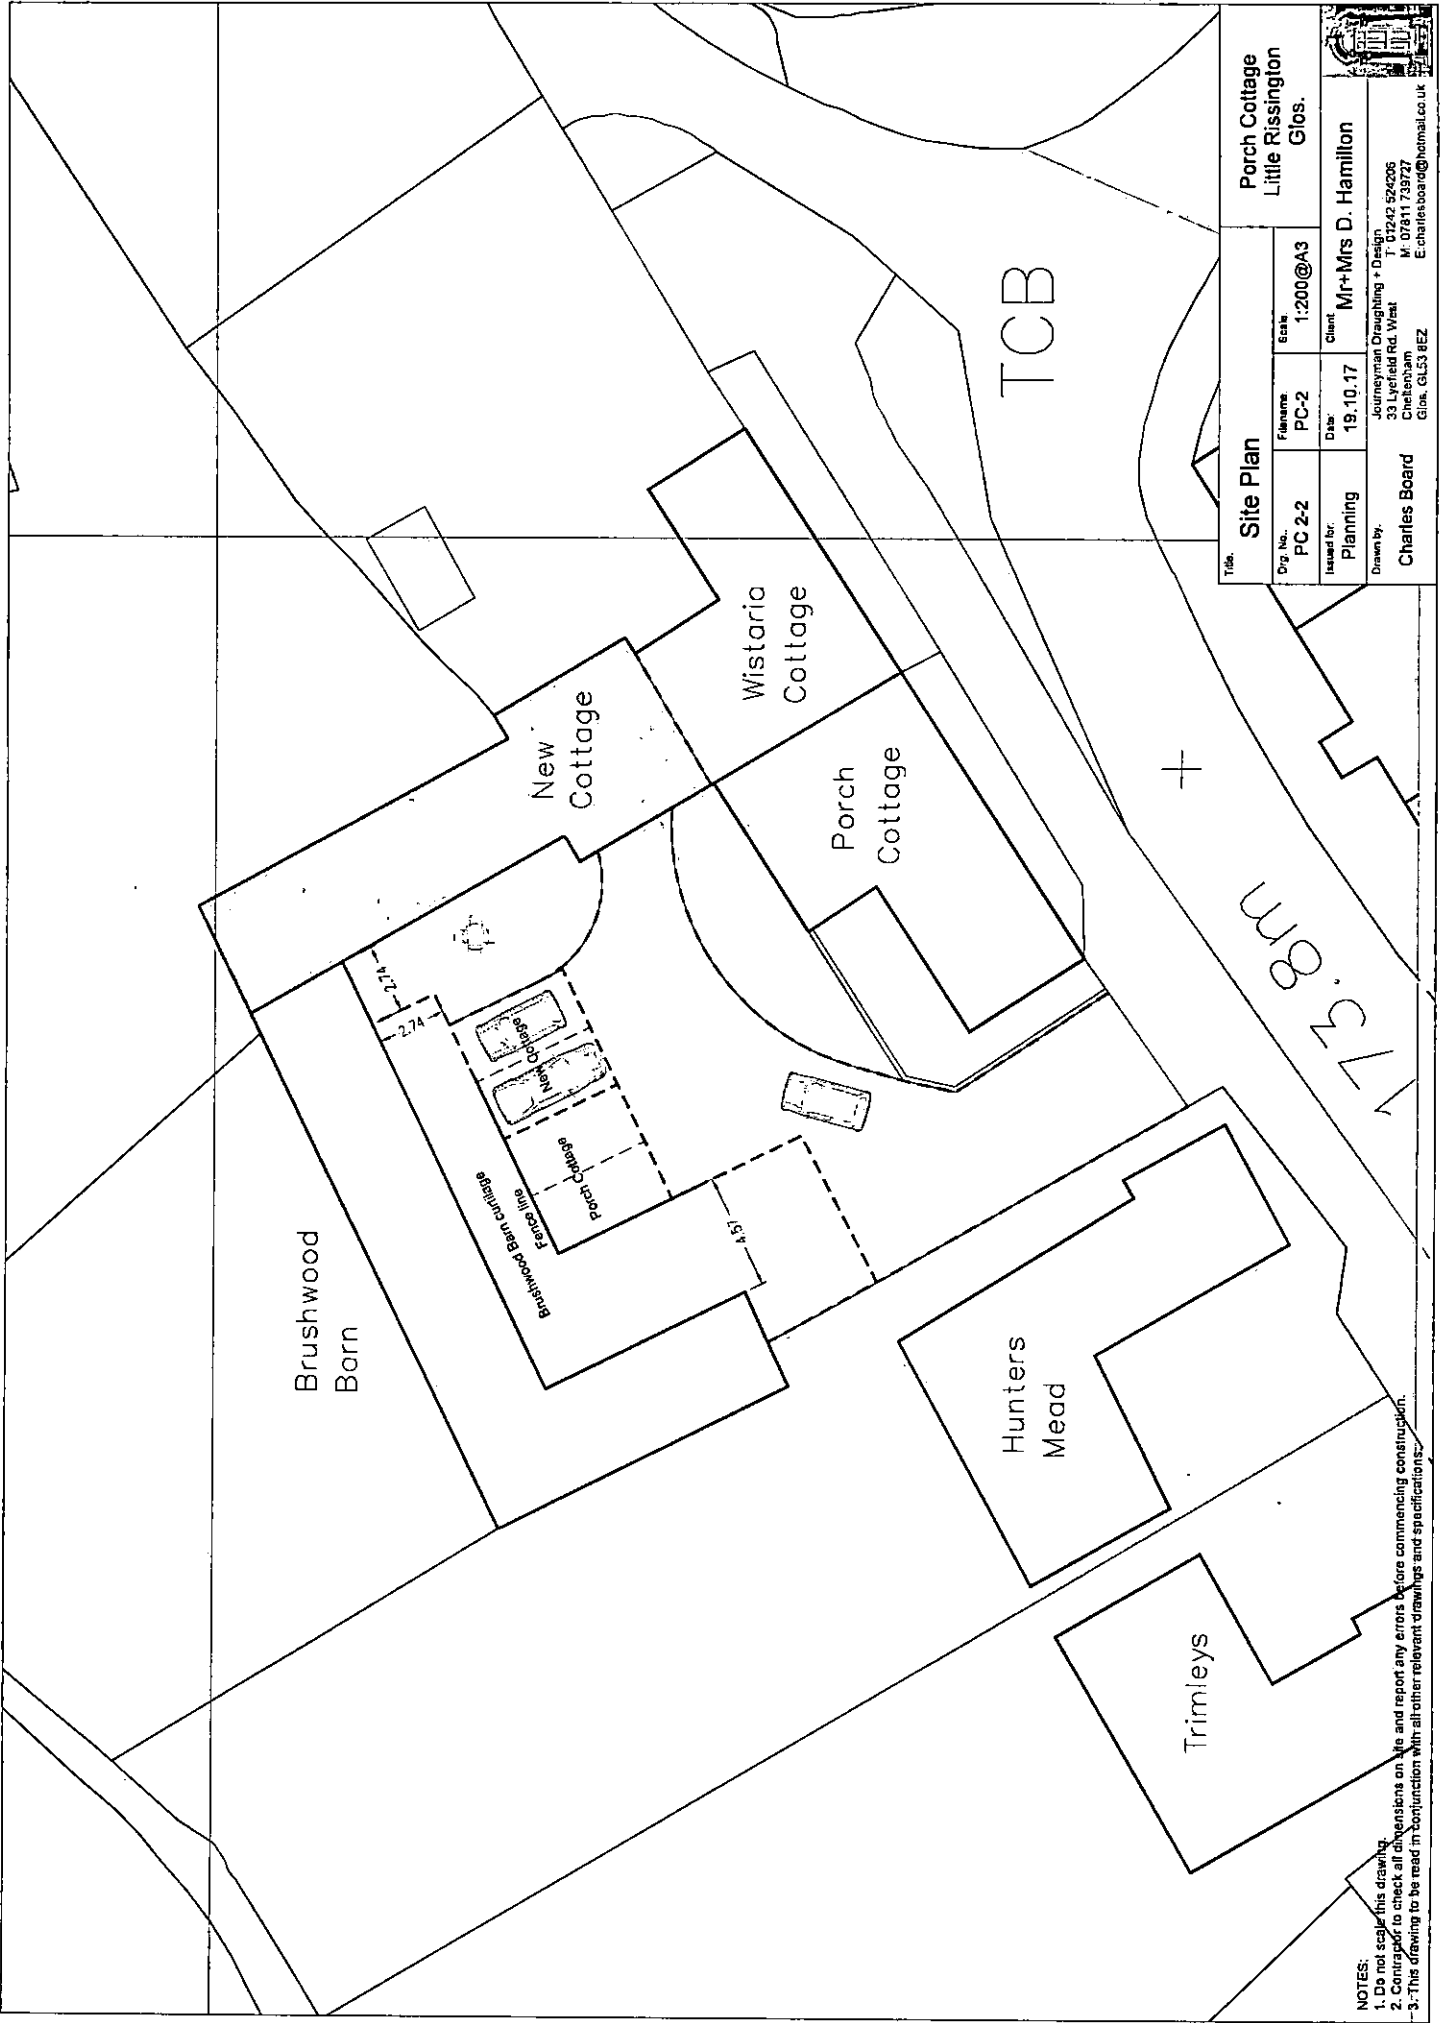 Brushwood
Barn
New
Cottage
Wistaria
Cottage
Porch
Cottage
TCB
2.74
2.74
New Cottage
Porch Cottage
Brushwood Barn curtilage
Fence line
4.57
Hunters
Mead
Trimleys
173.8m
NOTES:
1. Do not scale this drawing.
2. Contractor to check all dimensions on site and report any errors before commencing construction.
3. This drawing to be read in conjunction with all other relevant drawings and specifications.
Title.
Site Plan
Porch Cottage
Little Rissington
Glos.
Drg. No.
PC 2-2
Filename.
PC-2
Scale.
1:200@A3
Issued for.
Planning
Date:
19.10.17
Client
Mr+Mrs D. Hamilton
Drawn by.
Charles Board
Journeyman Draughting + Design
33 Lyefield Rd. West
Cheltenham
Glos. GL53 8EZ
T: 01242 524206
M: 07811 739727
E:charlesboard@hotmail.co.uk